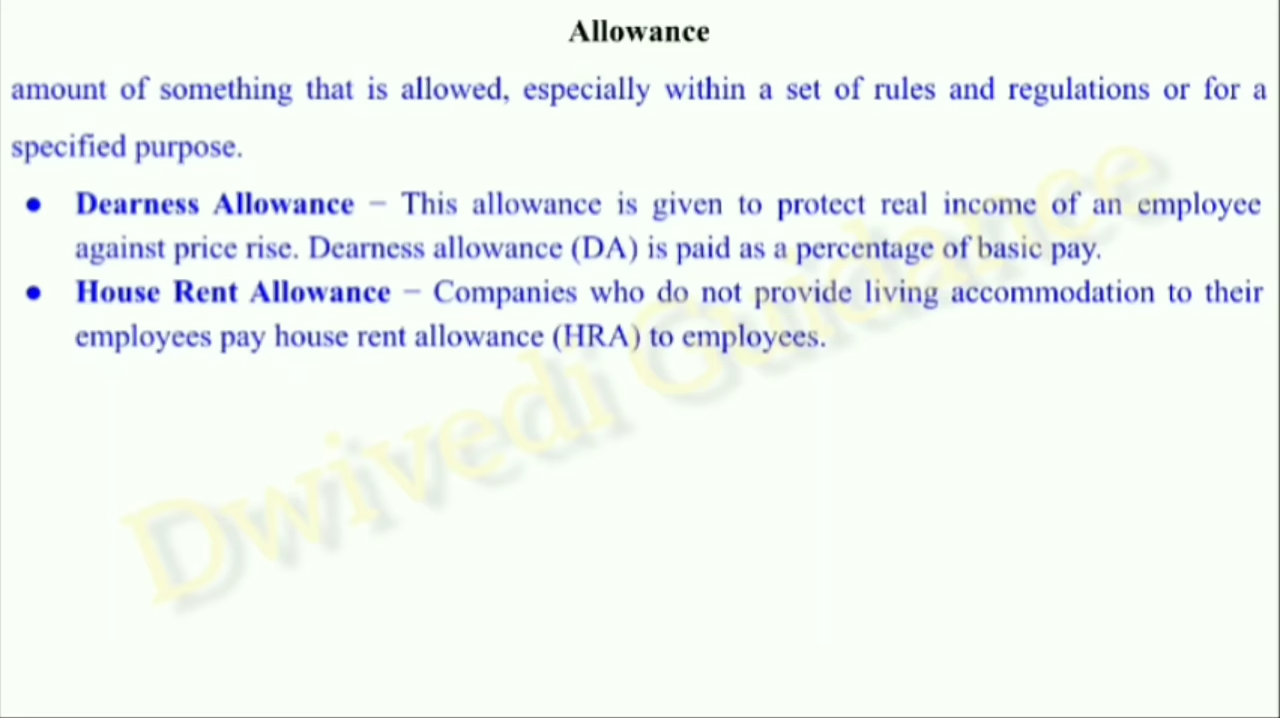 Allowance
amount of something that is allowed, especially within a set of rules and regulations or for a
specified purpose.
● Dearness Allowance − This allowance is given to protect real income of an employee
against price rise. Dearness allowance (DA) is paid as a percentage of basic pay.
● House Rent Allowance − Companies who do not provide living accommodation to their
employees pay house rent allowance (HRA) to employees.
Dwivedi Guidance